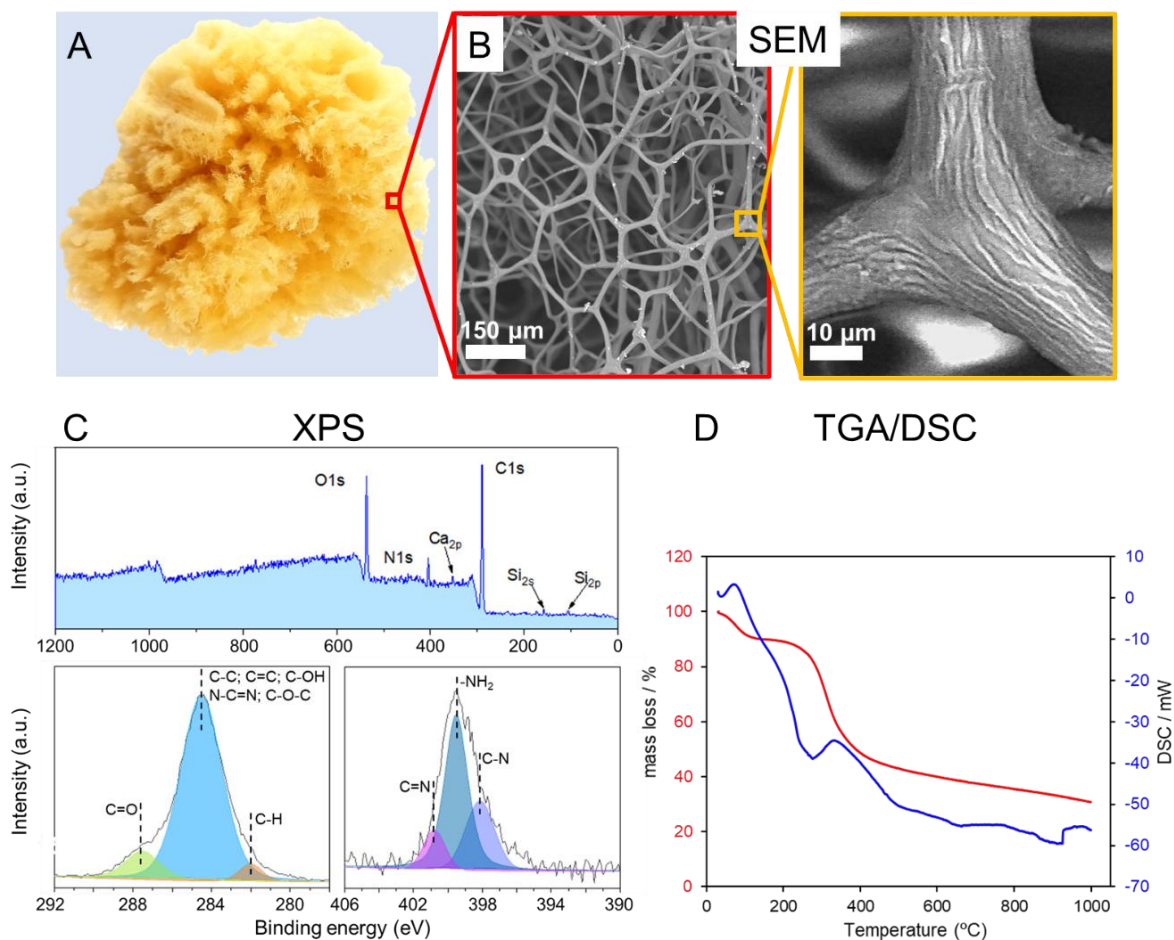 A
B
SEM
150 µm
10 µm
C
XPS
D
TGA/DSC
Intensity (a.u.)
O1s
C1s
N1s
Ca2p
Si2s
Si2p
1200 1000 800 600 400 200 0
Intensity (a.u.)
C-C; C=C; C-OH
N-C=N; C-O-C
C=O
C-H
292 288 284 280
-NH2
C-N
C=N
406 402 398 394 390
Binding energy (eV)
mass loss / %
120
100
80
60
40
20
0
DSC / mW
10
0
-10
-20
-30
-40
-50
-60
-70
0 200 400 600 800 1000
Temperature (ºC)